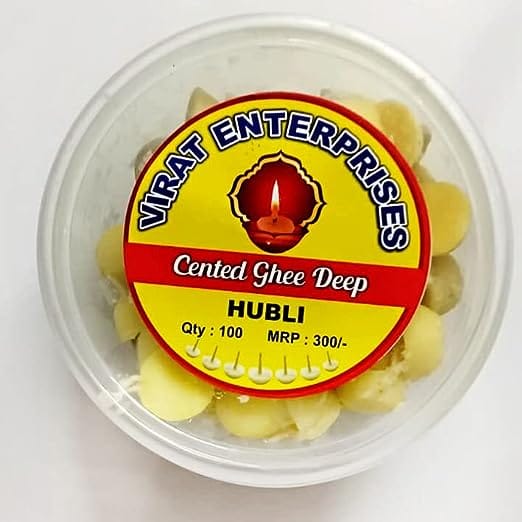 VIRAT ENTERPRISES
Cented Ghee Deep
HUBLI
Qty : 100 MRP : 300/-